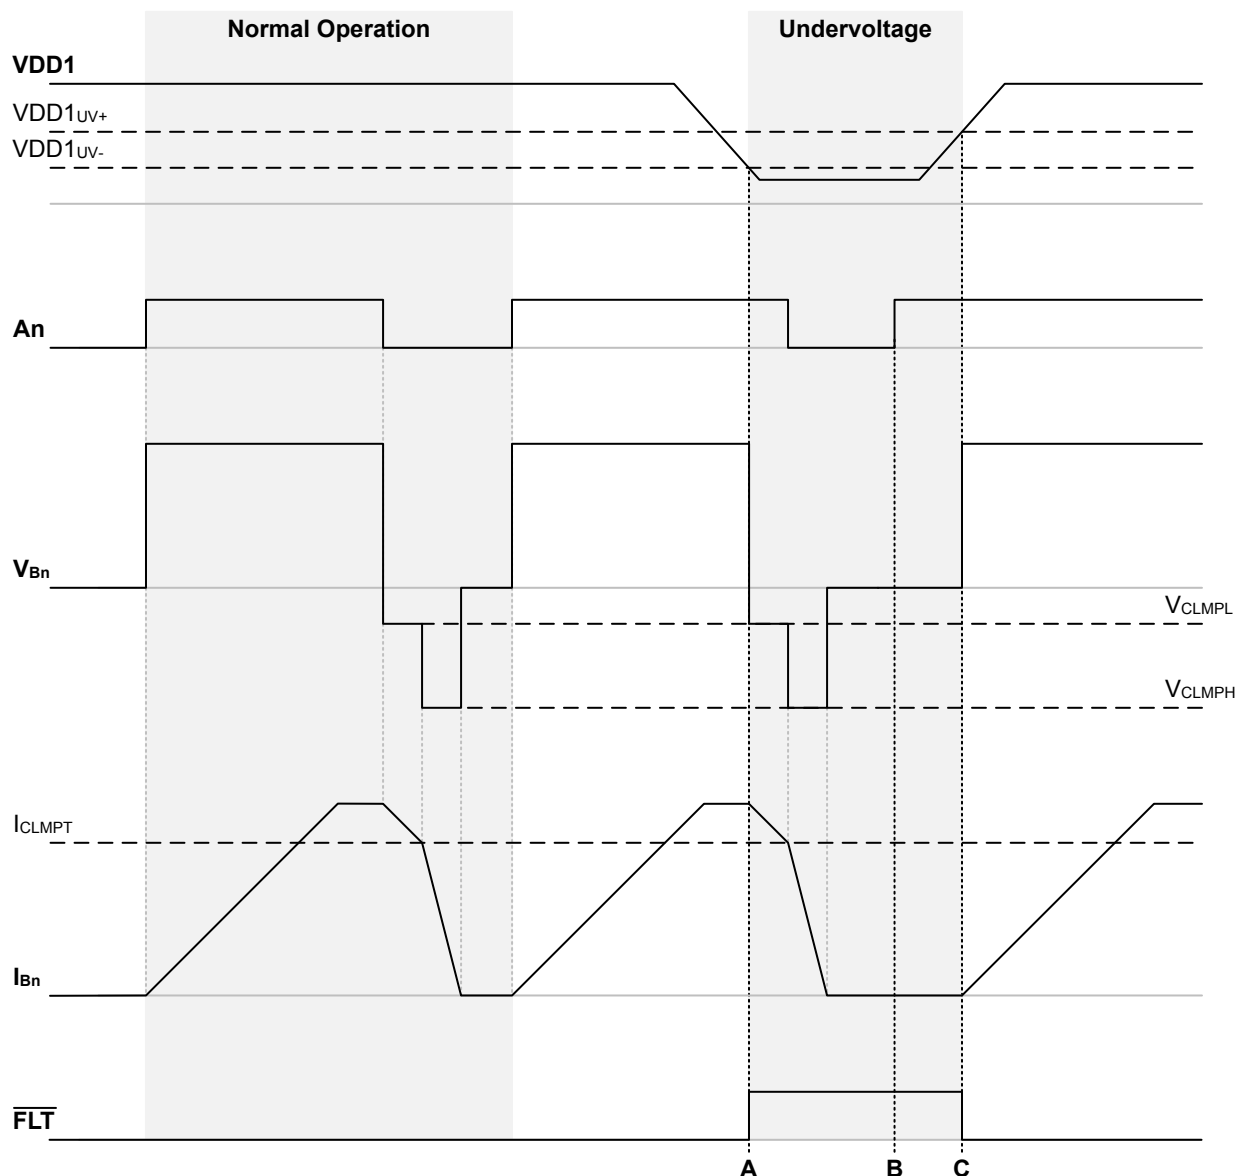 Normal Operation
Undervoltage
VDD1
VDD1UV+
VDD1UV-
An
VBn
VCLMPL
VCLMPH
ICLMPT
IBn
FLT
A
B
C